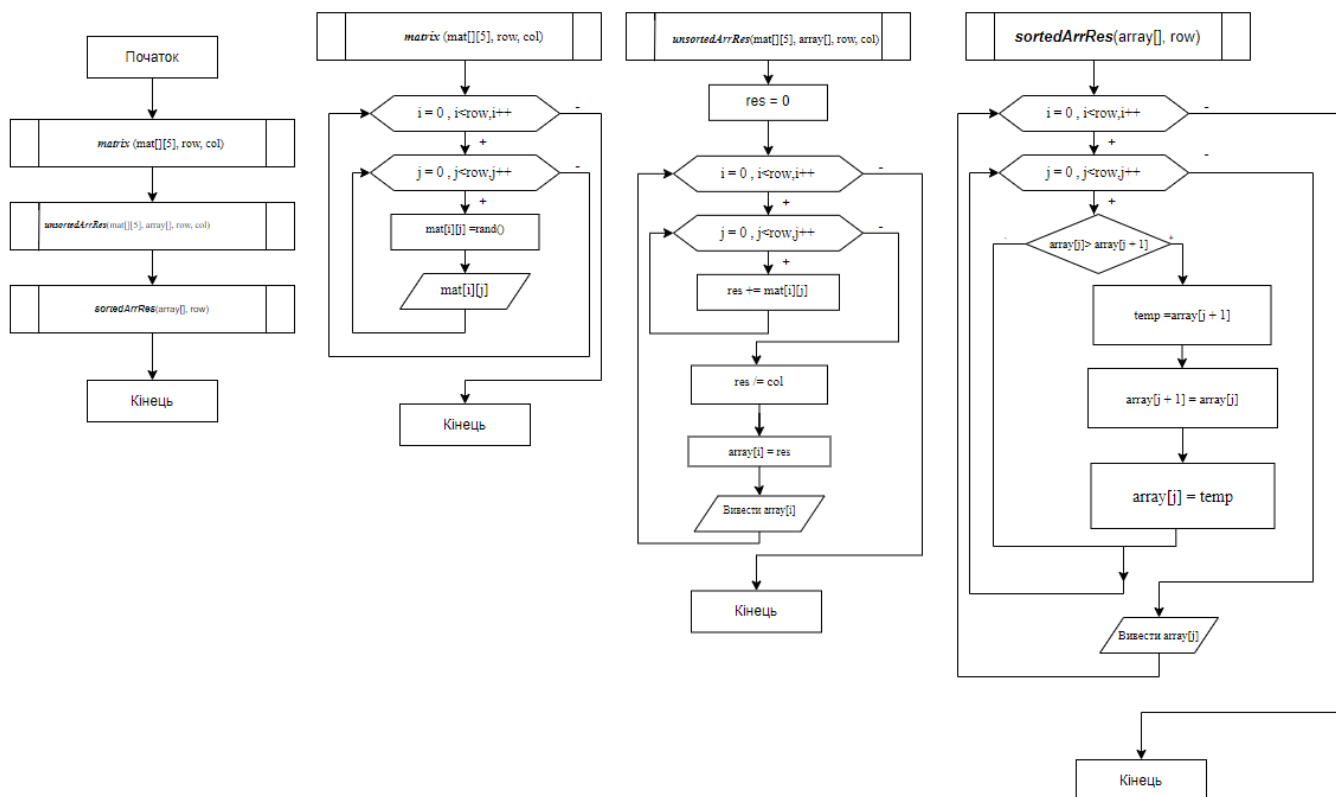 Початок
matrix (mat[][5], row, col)
unsortedArrRes(mat[][5], array[], row, col)
sortedArrRes(array[], row)
Кінець
matrix (mat[][5], row, col)
i = 0 , i<row,i++
-
+
j = 0 , j<row,j++
-
+
mat[i][j] =rand()
mat[i][j]
Кінець
unsortedArrRes(mat[][5], array[], row, col)
res = 0
i = 0 , i<row,i++
-
+
j = 0 , j<row,j++
-
+
res += mat[i][j]
res /= col
array[i] = res
Вивести array[i]
Кінець
sortedArrRes(array[], row)
i = 0 , i<row,i++
-
+
j = 0 , j<row,j++
-
+
-
array[j]> array[j + 1]
+
temp =array[j + 1]
array[j + 1] = array[j]
array[j] = temp
Вивести array[j]
Кінець